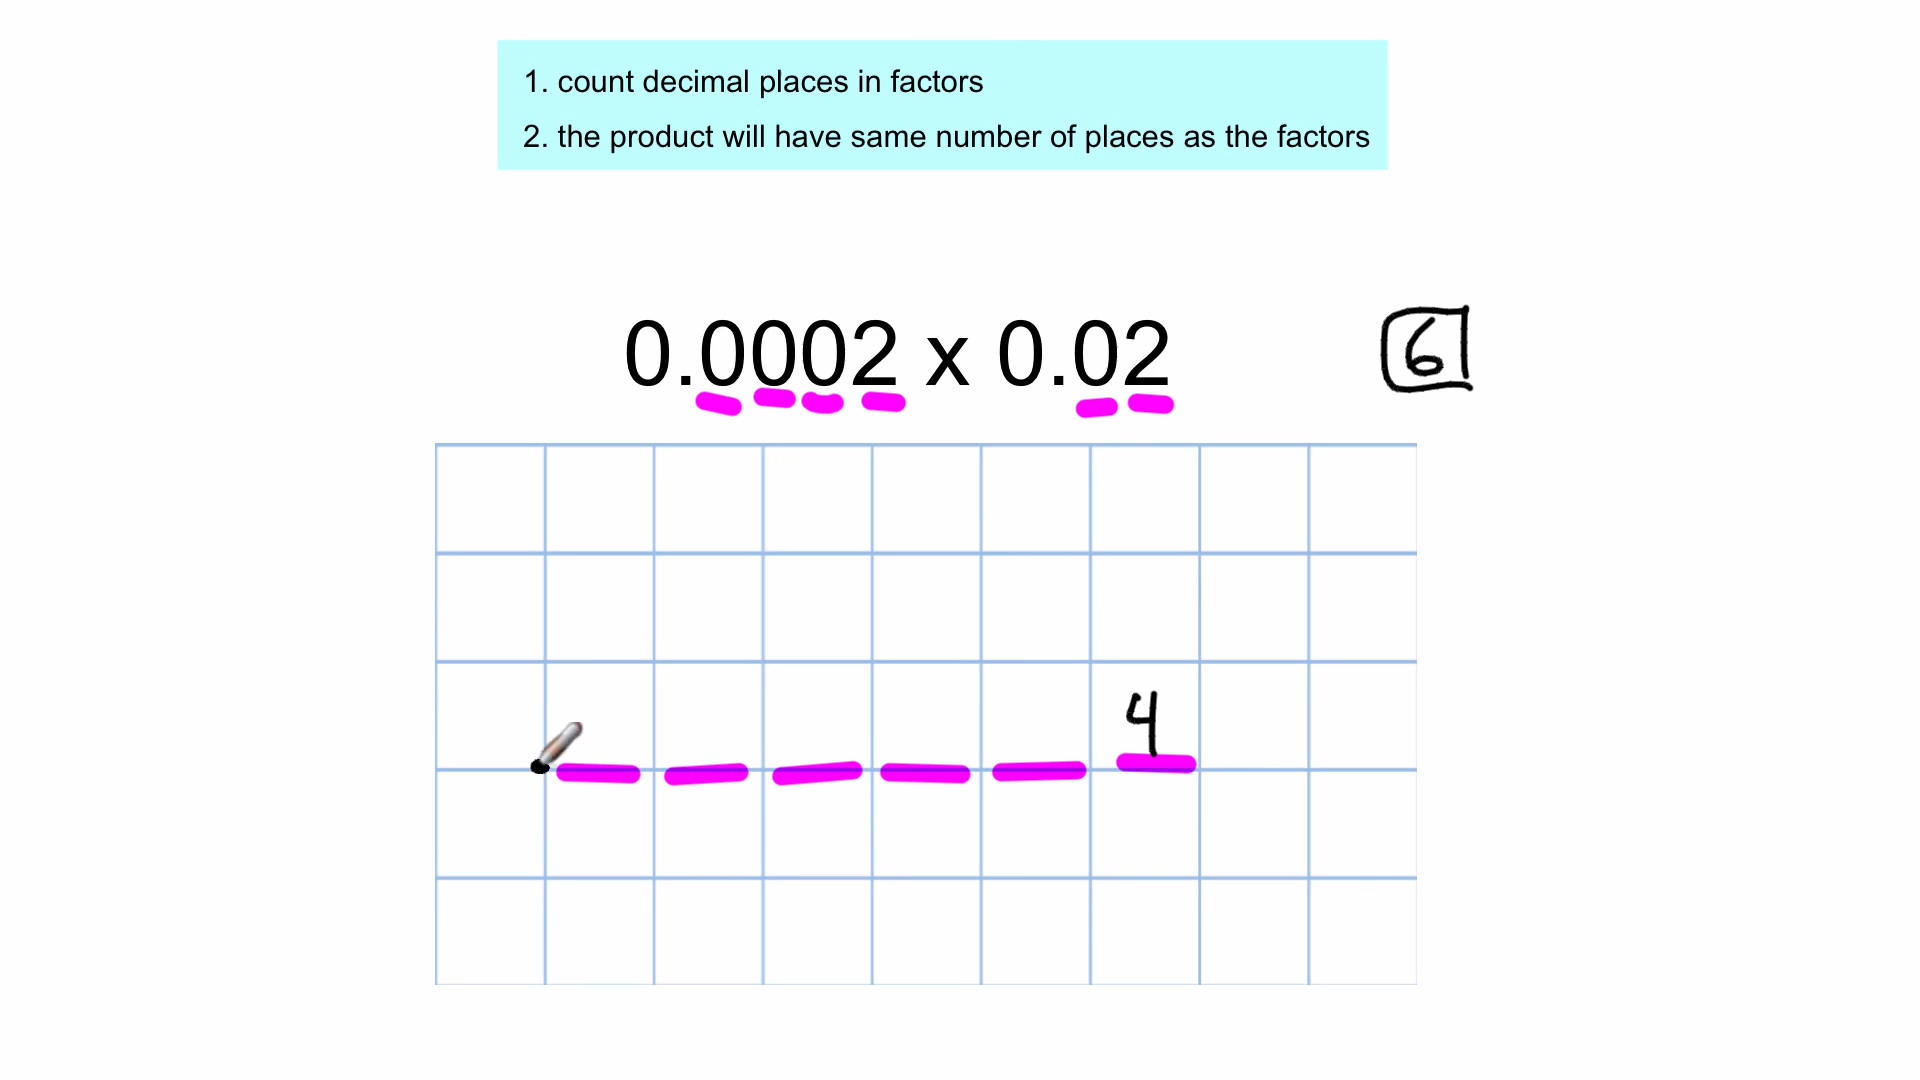 1. count decimal places in factors
2. the product will have same number of places as the factors
0.0002 x 0.02
6
4